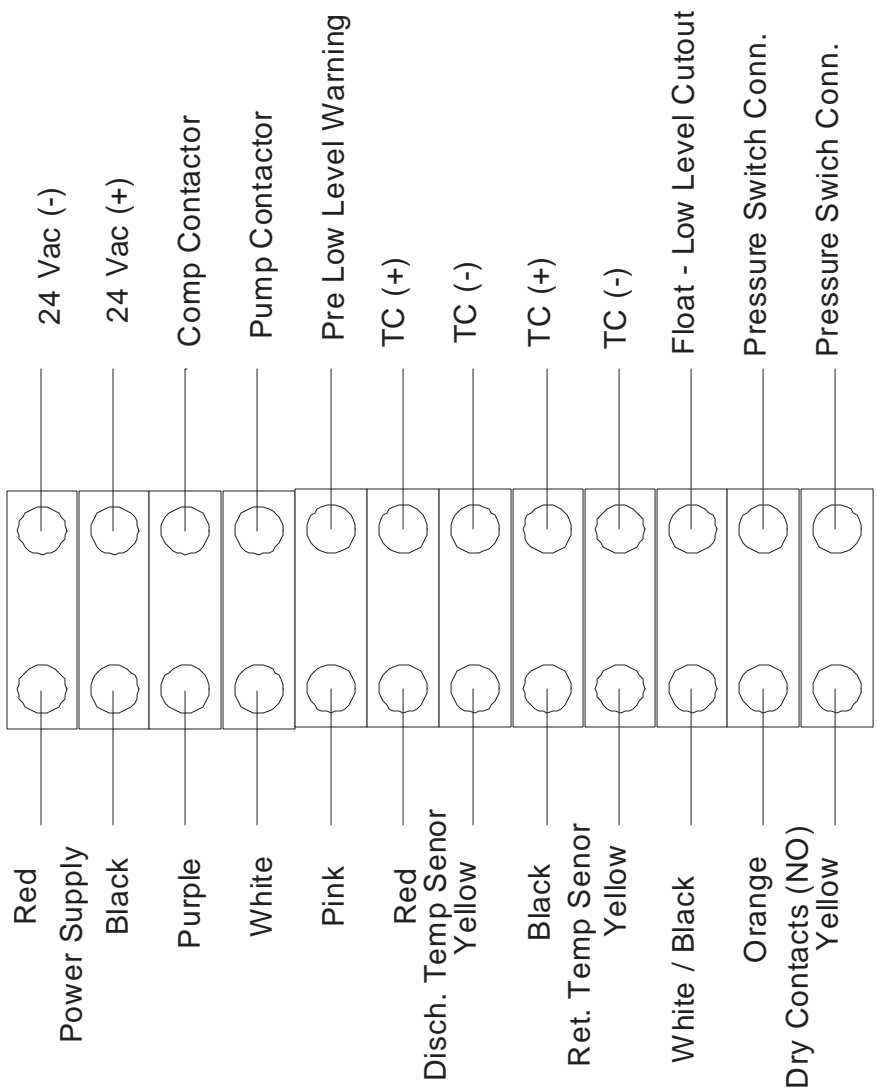 24 Vac (-)
24 Vac (+)
Comp Contactor
Pump Contactor
Pre Low Level Warning
TC (+)
TC (-)
TC (+)
TC (-)
Float - Low Level Cutout
Pressure Switch Conn.
Pressure Swich Conn.
Red
Power Supply
Black
Purple
White
Pink
Red
Disch. Temp Senor
Yellow
Black
Ret. Temp Senor
Yellow
White / Black
Orange
Dry Contacts (NO)
Yellow